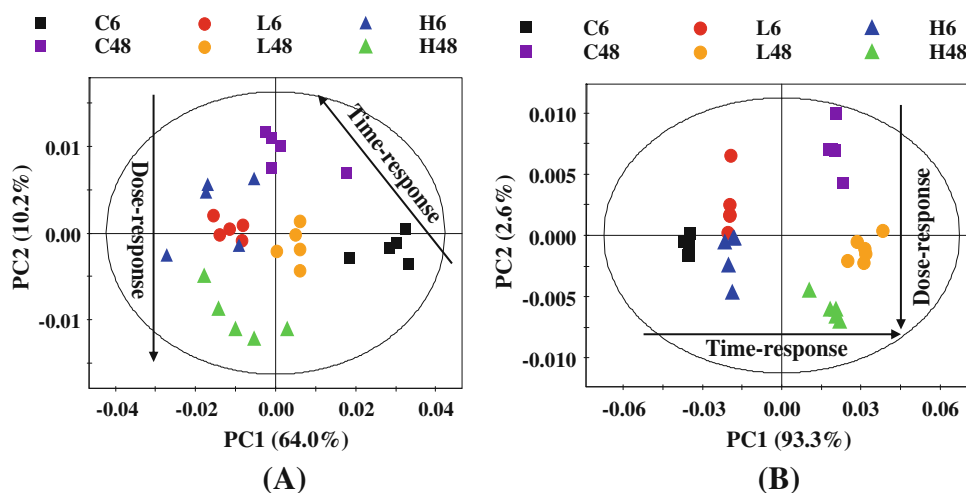 C6 L6 H6
C48 L48 H48
Dose-response
Time-response
PC2 (10.2%)
0.01
0.00
-0.01
-0.04 -0.02 0.00 0.02 0.04
PC1 (64.0%)
(A)
C6 L6 H6
C48 L48 H48
Dose-response
Time-response
PC2 (2.6%)
0.010
0.005
0.000
-0.005
-0.010
-0.06 -0.03 0.00 0.03 0.06
PC1 (93.3%)
(B)